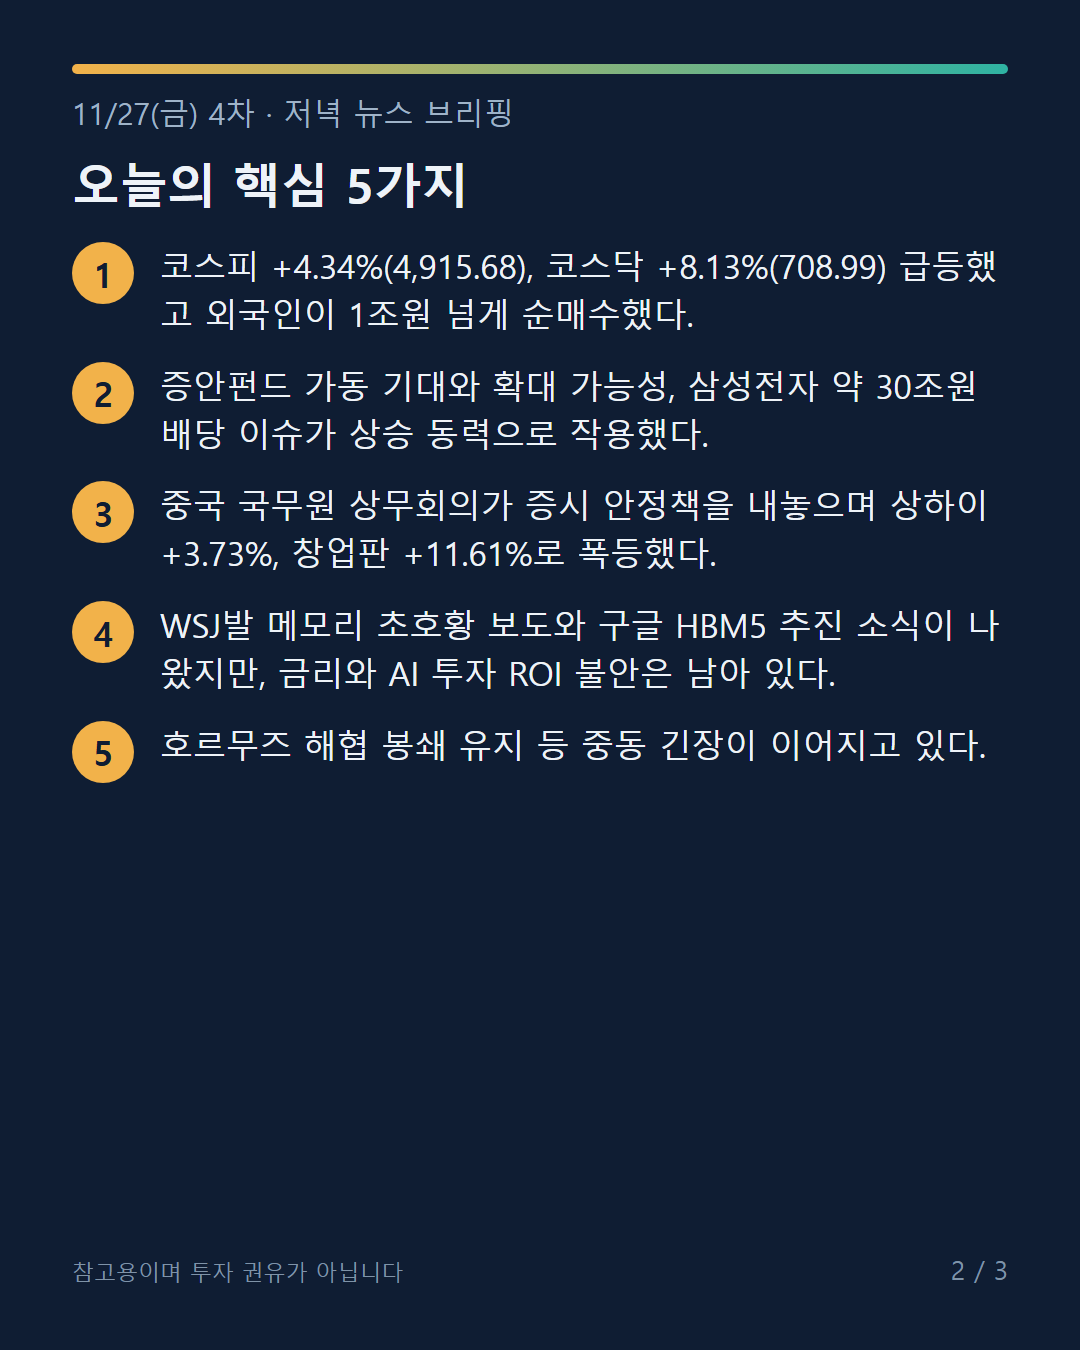 11/27(금) 4차 · 저녁 뉴스 브리핑
오늘의 핵심 5가지
1 코스피 +4.34%(4,915.68), 코스닥 +8.13%(708.99) 급등했
고 외국인이 1조원 넘게 순매수했다.
2 증안펀드 가동 기대와 확대 가능성, 삼성전자 약 30조원
배당 이슈가 상승 동력으로 작용했다.
3 중국 국무원 상무회의가 증시 안정책을 내놓으며 상하이
+3.73%, 창업판 +11.61%로 폭등했다.
4 WSJ발 메모리 초호황 보도와 구글 HBM5 추진 소식이 나
왔지만, 금리와 AI 투자 ROI 불안은 남아 있다.
5 호르무즈 해협 봉쇄 유지 등 중동 긴장이 이어지고 있다.
참고용이며 투자 권유가 아닙니다
2 / 3